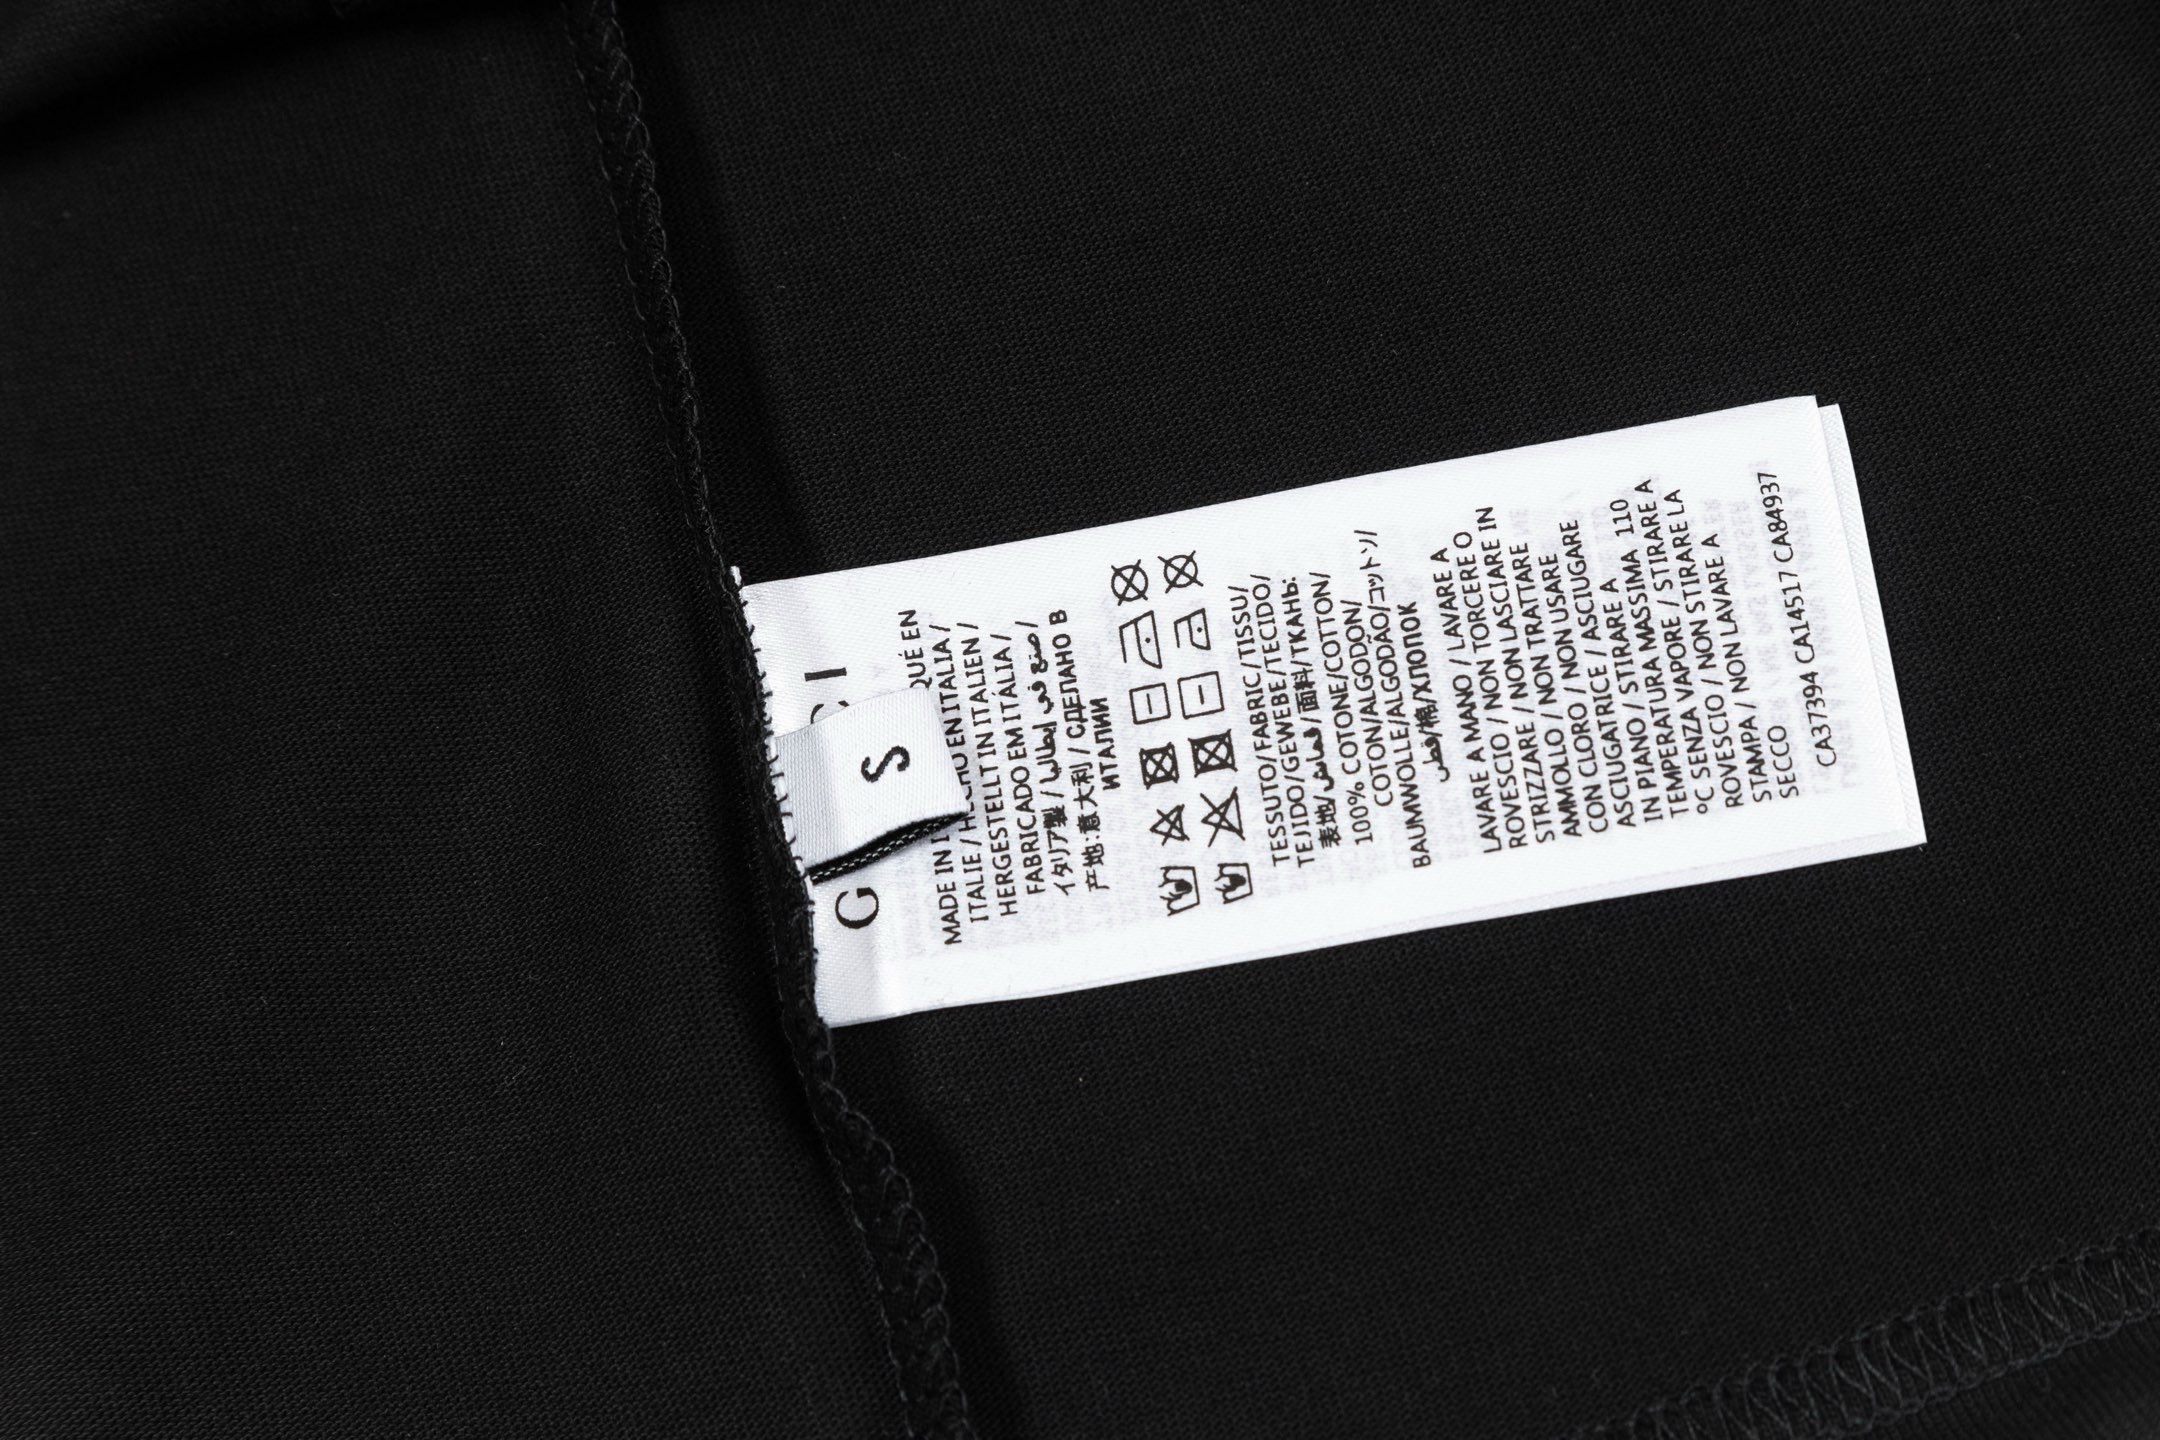 G CI
S
MADE IN I QUÉ EN
ITALIE / HECHO EN ITALIA /
HERGESTELLT IN ITALIEN /
FABRICADO EM ITÁLIA /
イタリア製 / صنع في إيطاليا /
产地:意大利 / СДЕЛАНО В
ИТАЛИИ
TESSUTO/FABRIC/TISSU/
TEJIDO/GEWEBE/TECIDO/
表地/قماش/面料/ТКАНЬ:
100% COTONE/COTTON/
COTON/ALGODON/
BAUMWOLLE/ALGODÃO/コットン/
قطن/棉/ХЛОПОК
LAVARE A MANO / LAVARE A
ROVESCIO / NON TORCERE O
STRIZZARE / NON LASCIARE IN
AMMOLLO / NON TRATTARE
CON CLORO / NON USARE
ASCIUGATRICE / ASCIUGARE
IN PIANO / STIRARE A
TEMPERATURA MASSIMA 110
°C SENZA VAPORE / STIRARE A
ROVESCIO / NON STIRARE LA
STAMPA / NON LAVARE A
SECCO
CA37394 CA14517 CA84937